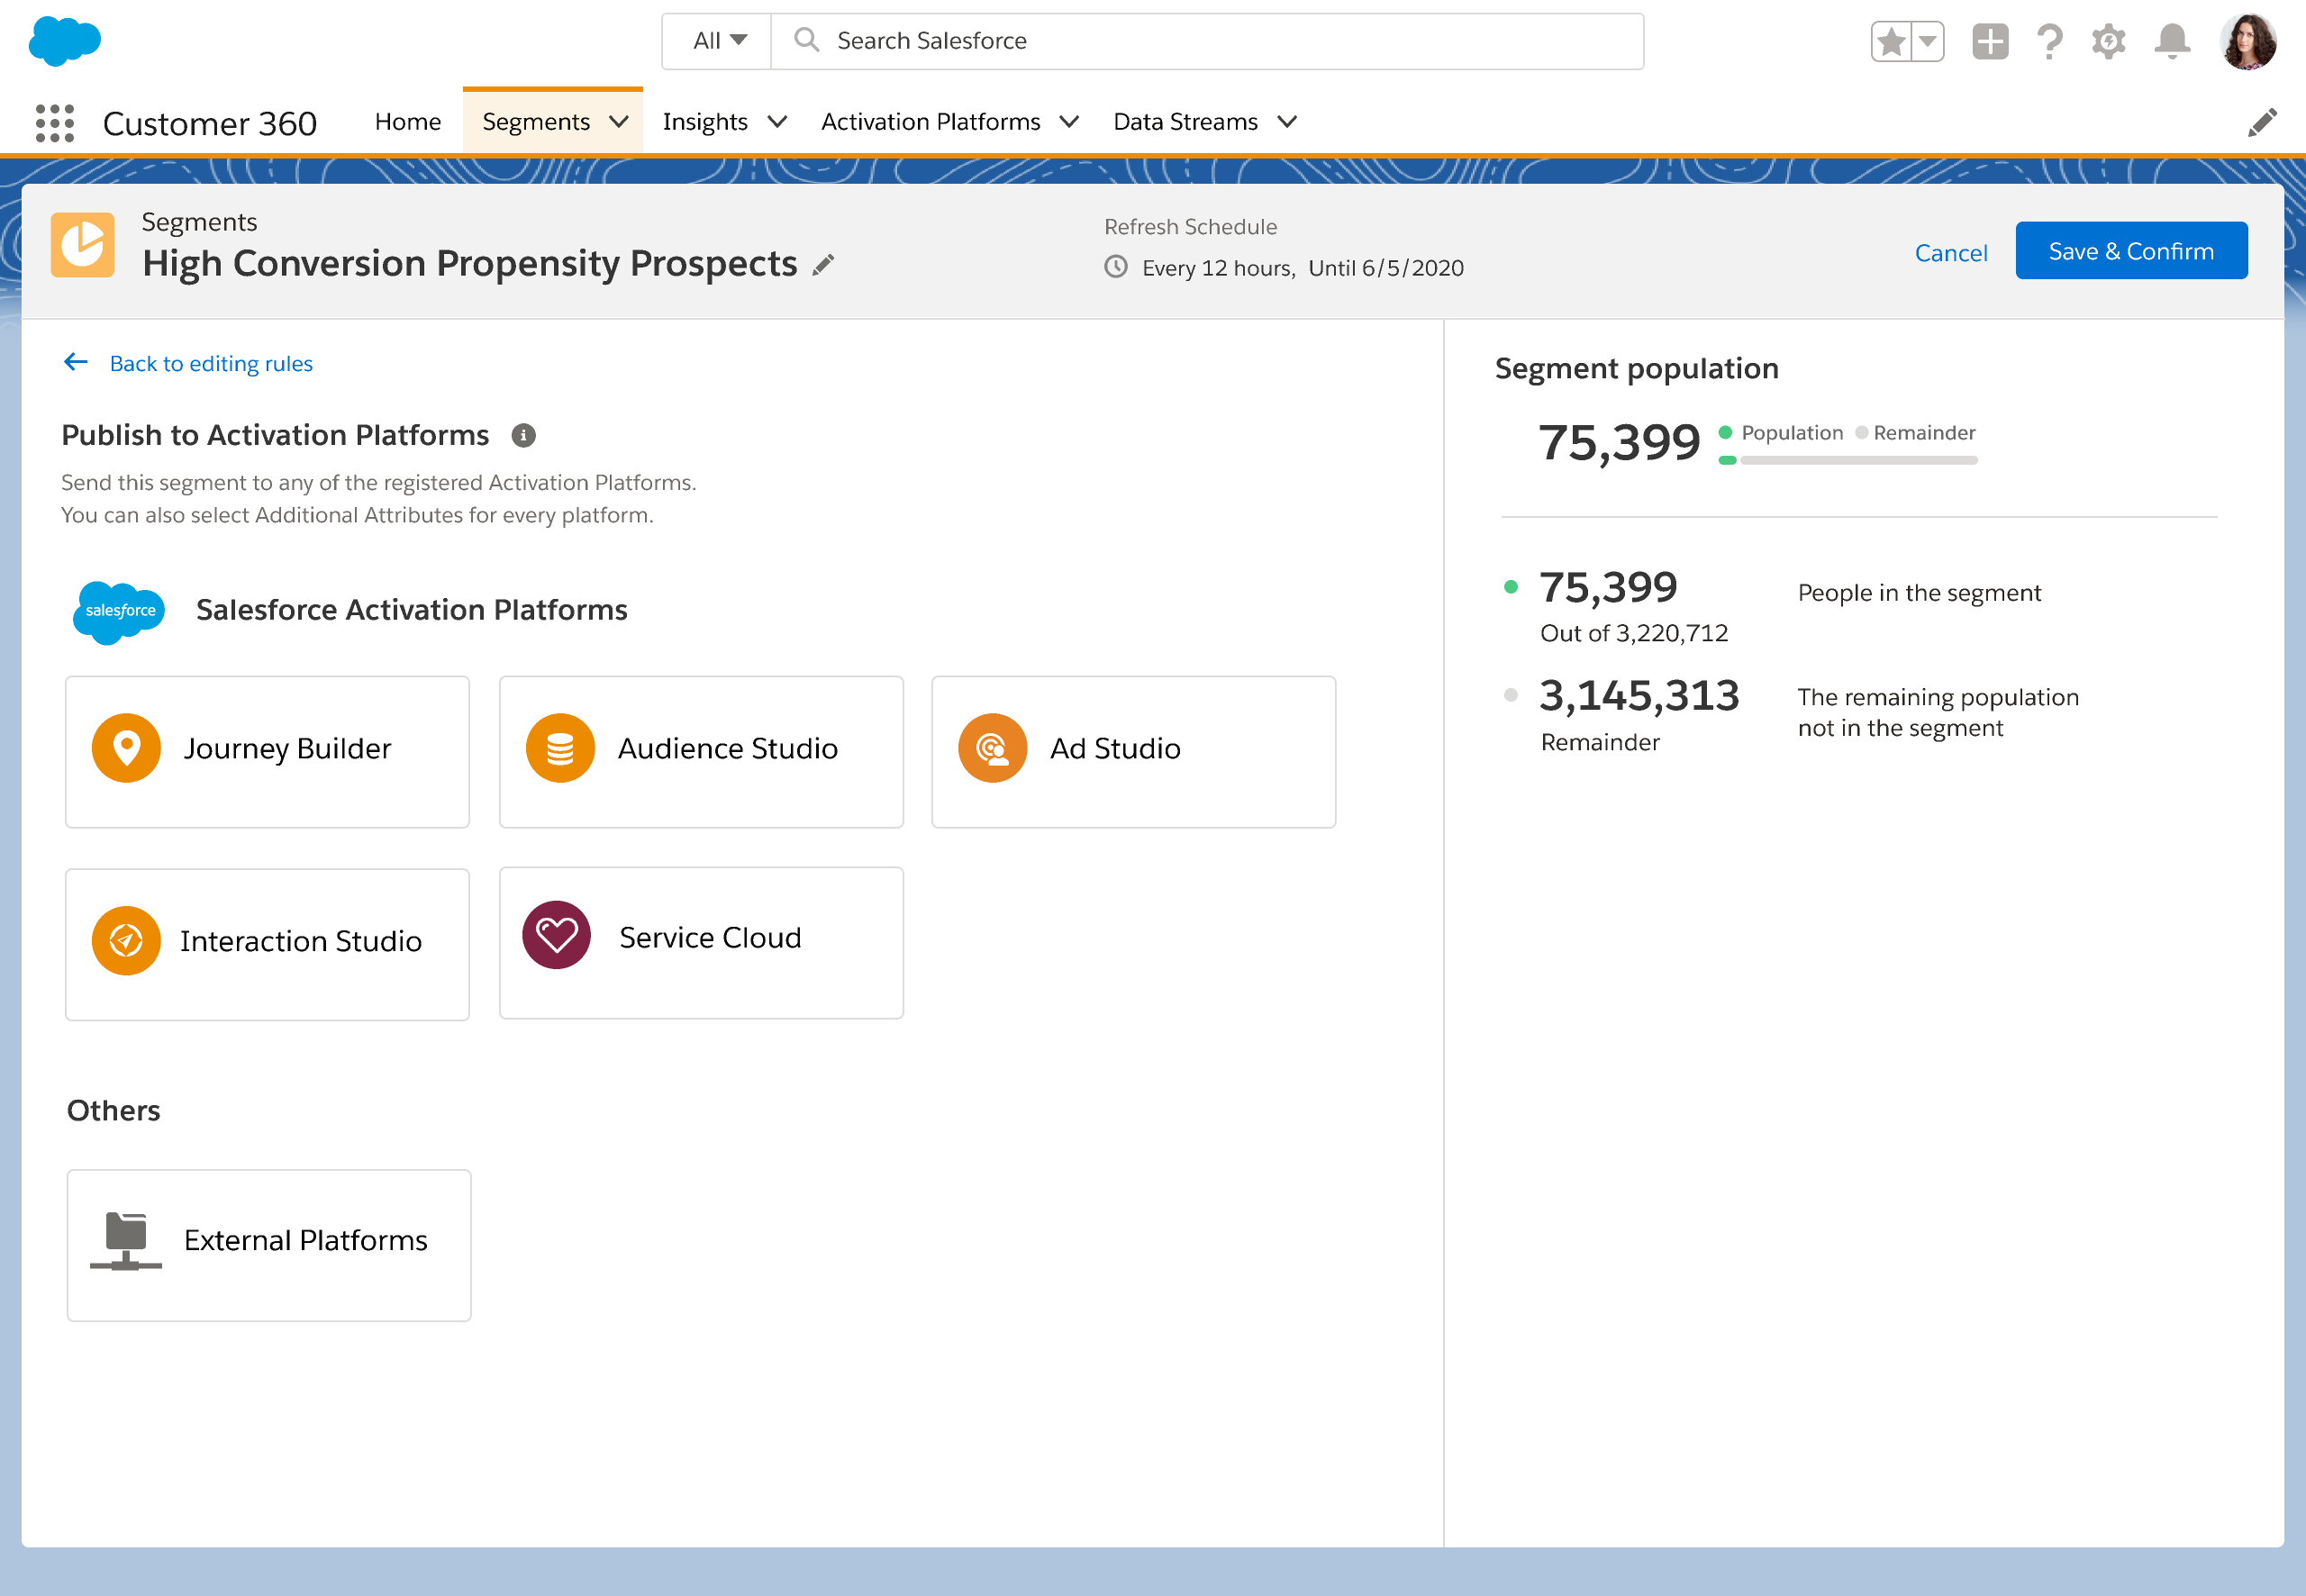 All
Search Salesforce
Customer 360
Home
Segments
Insights
Activation Platforms
Data Streams
Segments
High Conversion Propensity Prospects
Refresh Schedule
Every 12 hours, Until 6/5/2020
Cancel
Save & Confirm
Back to editing rules
Publish to Activation Platforms
Send this segment to any of the registered Activation Platforms.
You can also select Additional Attributes for every platform.
salesforce
Salesforce Activation Platforms
Journey Builder
Audience Studio
Ad Studio
Interaction Studio
Service Cloud
Others
External Platforms
Segment population
75,399
Population
Remainder
75,399
Out of 3,220,712
People in the segment
3,145,313
Remainder
The remaining population
not in the segment